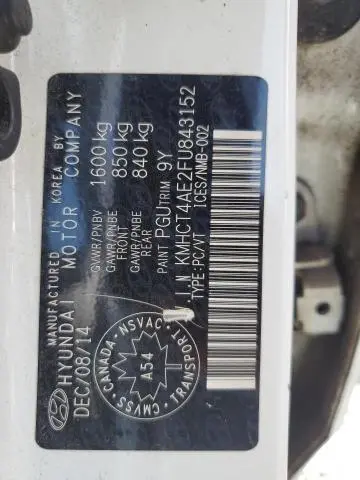 MANUFACTURED IN KOREA BY
HYUNDAI MOTOR COMPANY
DEC/08/14
GVWR/PNBV 1600 kg
GAWR/PNBE FRONT 850 kg
GAWR/PNBE REAR 840 kg
PAINT PGU TRIM 9Y
V.I.N KMHCT4AE2FU843152
TYPE:PC/VT ICES/NMB-002
CANADA · NSVAC
A54
CMVSS TRANSPORT